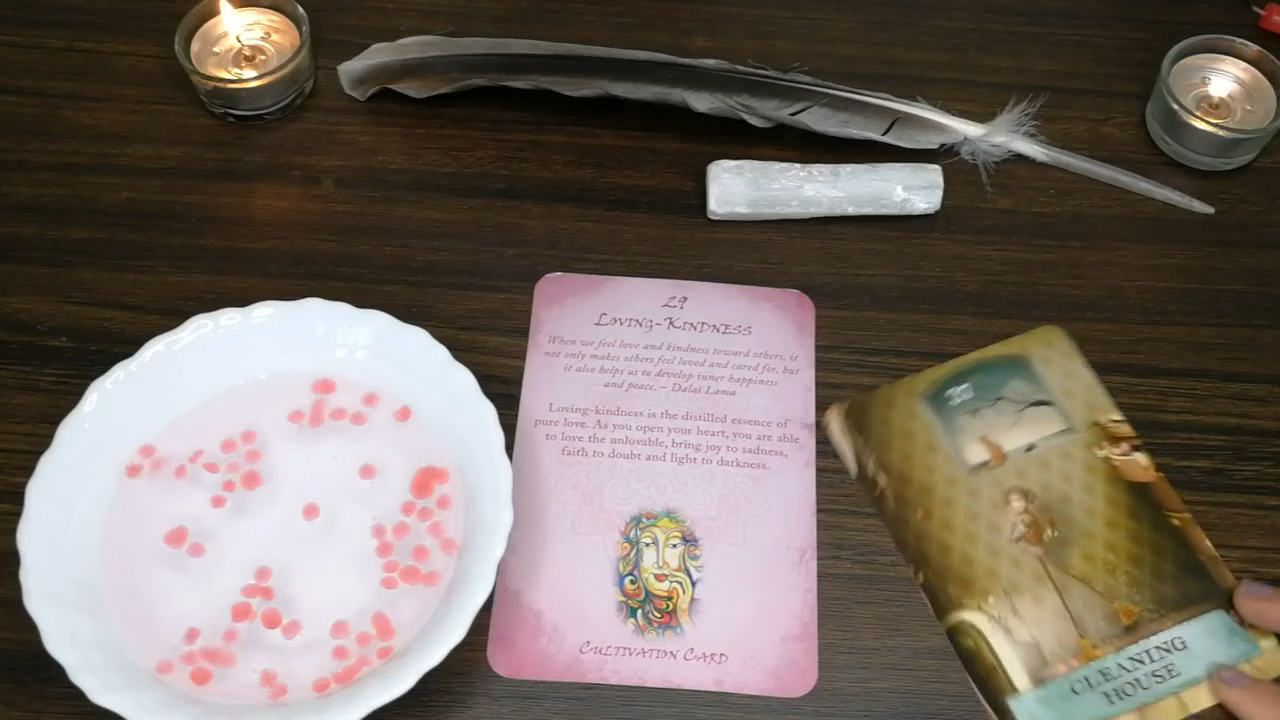 29
Loving-Kindness
When we feel love and kindness toward others, it
not only makes others feel loved and cared for, but
it also helps us to develop inner happiness
and peace. – Dalai Lama
Loving-kindness is the distilled essence of
pure love. As you open your heart, you are able
to love the unlovable, bring joy to sadness,
faith to doubt and light to darkness.
Cultivation Card
CLEANING
HOUSE